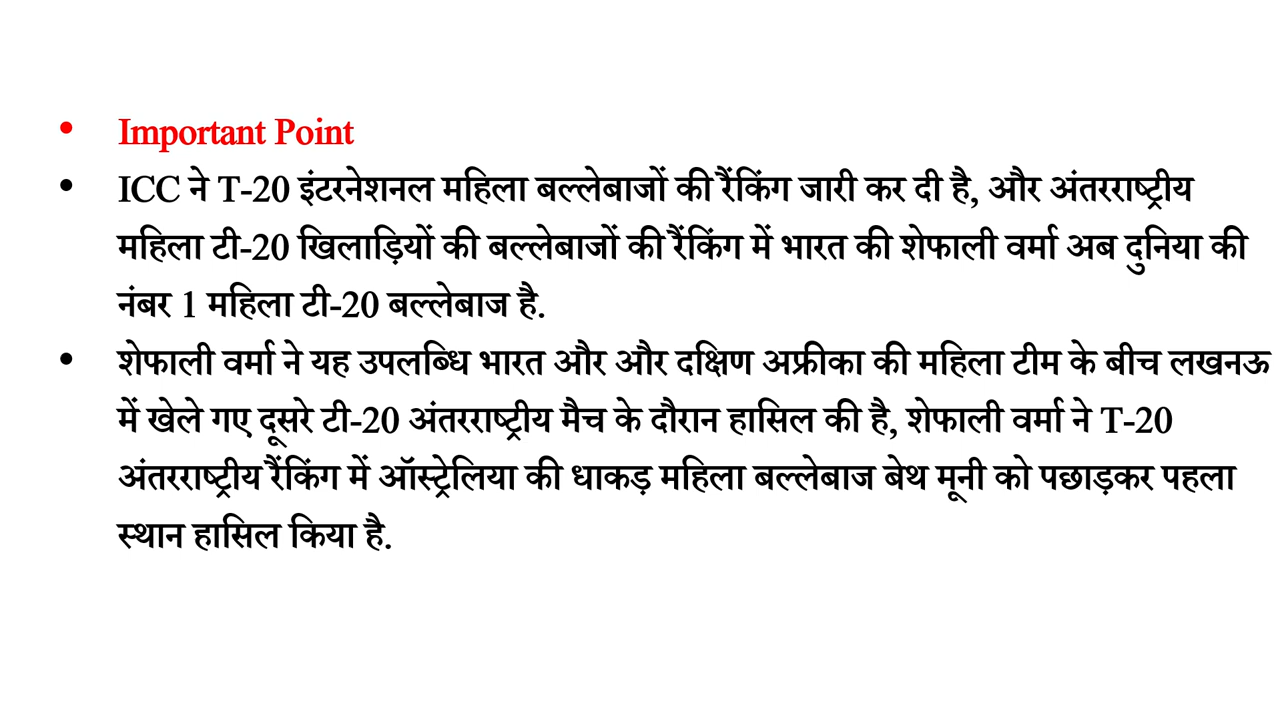 • Important Point
• ICC ने T-20 इंटरनेशनल महिला बल्लेबाजों की रैंकिंग जारी कर दी है, और अंतरराष्ट्रीय
महिला टी-20 खिलाड़ियों की बल्लेबाजों की रैंकिंग में भारत की शेफाली वर्मा अब दुनिया की
नंबर 1 महिला टी-20 बल्लेबाज है.
• शेफाली वर्मा ने यह उपलब्धि भारत और और दक्षिण अफ्रीका की महिला टीम के बीच लखनऊ
में खेले गए दूसरे टी-20 अंतरराष्ट्रीय मैच के दौरान हासिल की है, शेफाली वर्मा ने T-20
अंतरराष्ट्रीय रैंकिंग में ऑस्ट्रेलिया की धाकड़ महिला बल्लेबाज बेथ मूनी को पछाड़कर पहला
स्थान हासिल किया है.